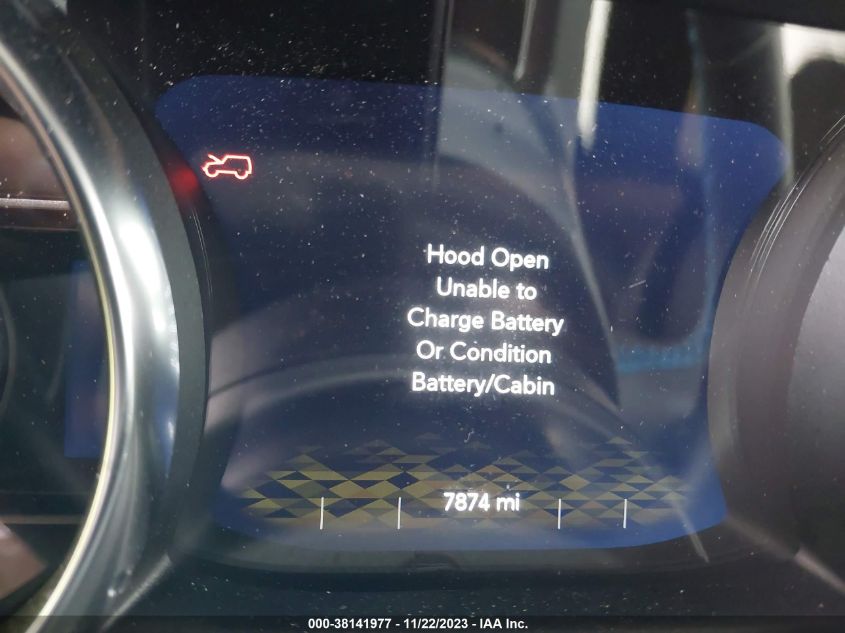 Hood Open
Unable to
Charge Battery
Or Condition
Battery/Cabin
7874 mi
000-38141977 - 11/22/2023 - IAA Inc.